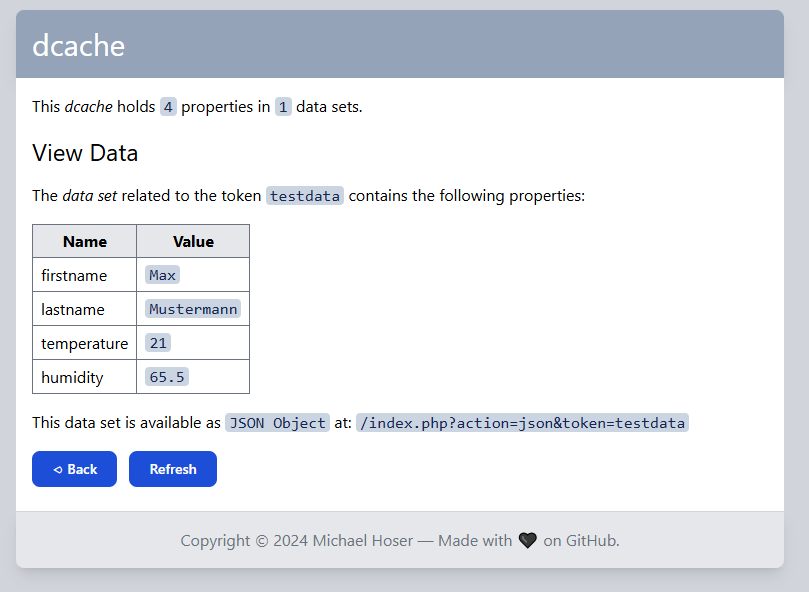 dcache
This dcache holds 4 properties in 1 data sets.
View Data
The data set related to the token testdata contains the following properties:
Name Value
firstname Max
lastname Mustermann
temperature 21
humidity 65.5
This data set is available as JSON Object at: /index.php?action=json&token=testdata
Back Refresh
Copyright © 2024 Michael Hoser — Made with 🖤 on GitHub.